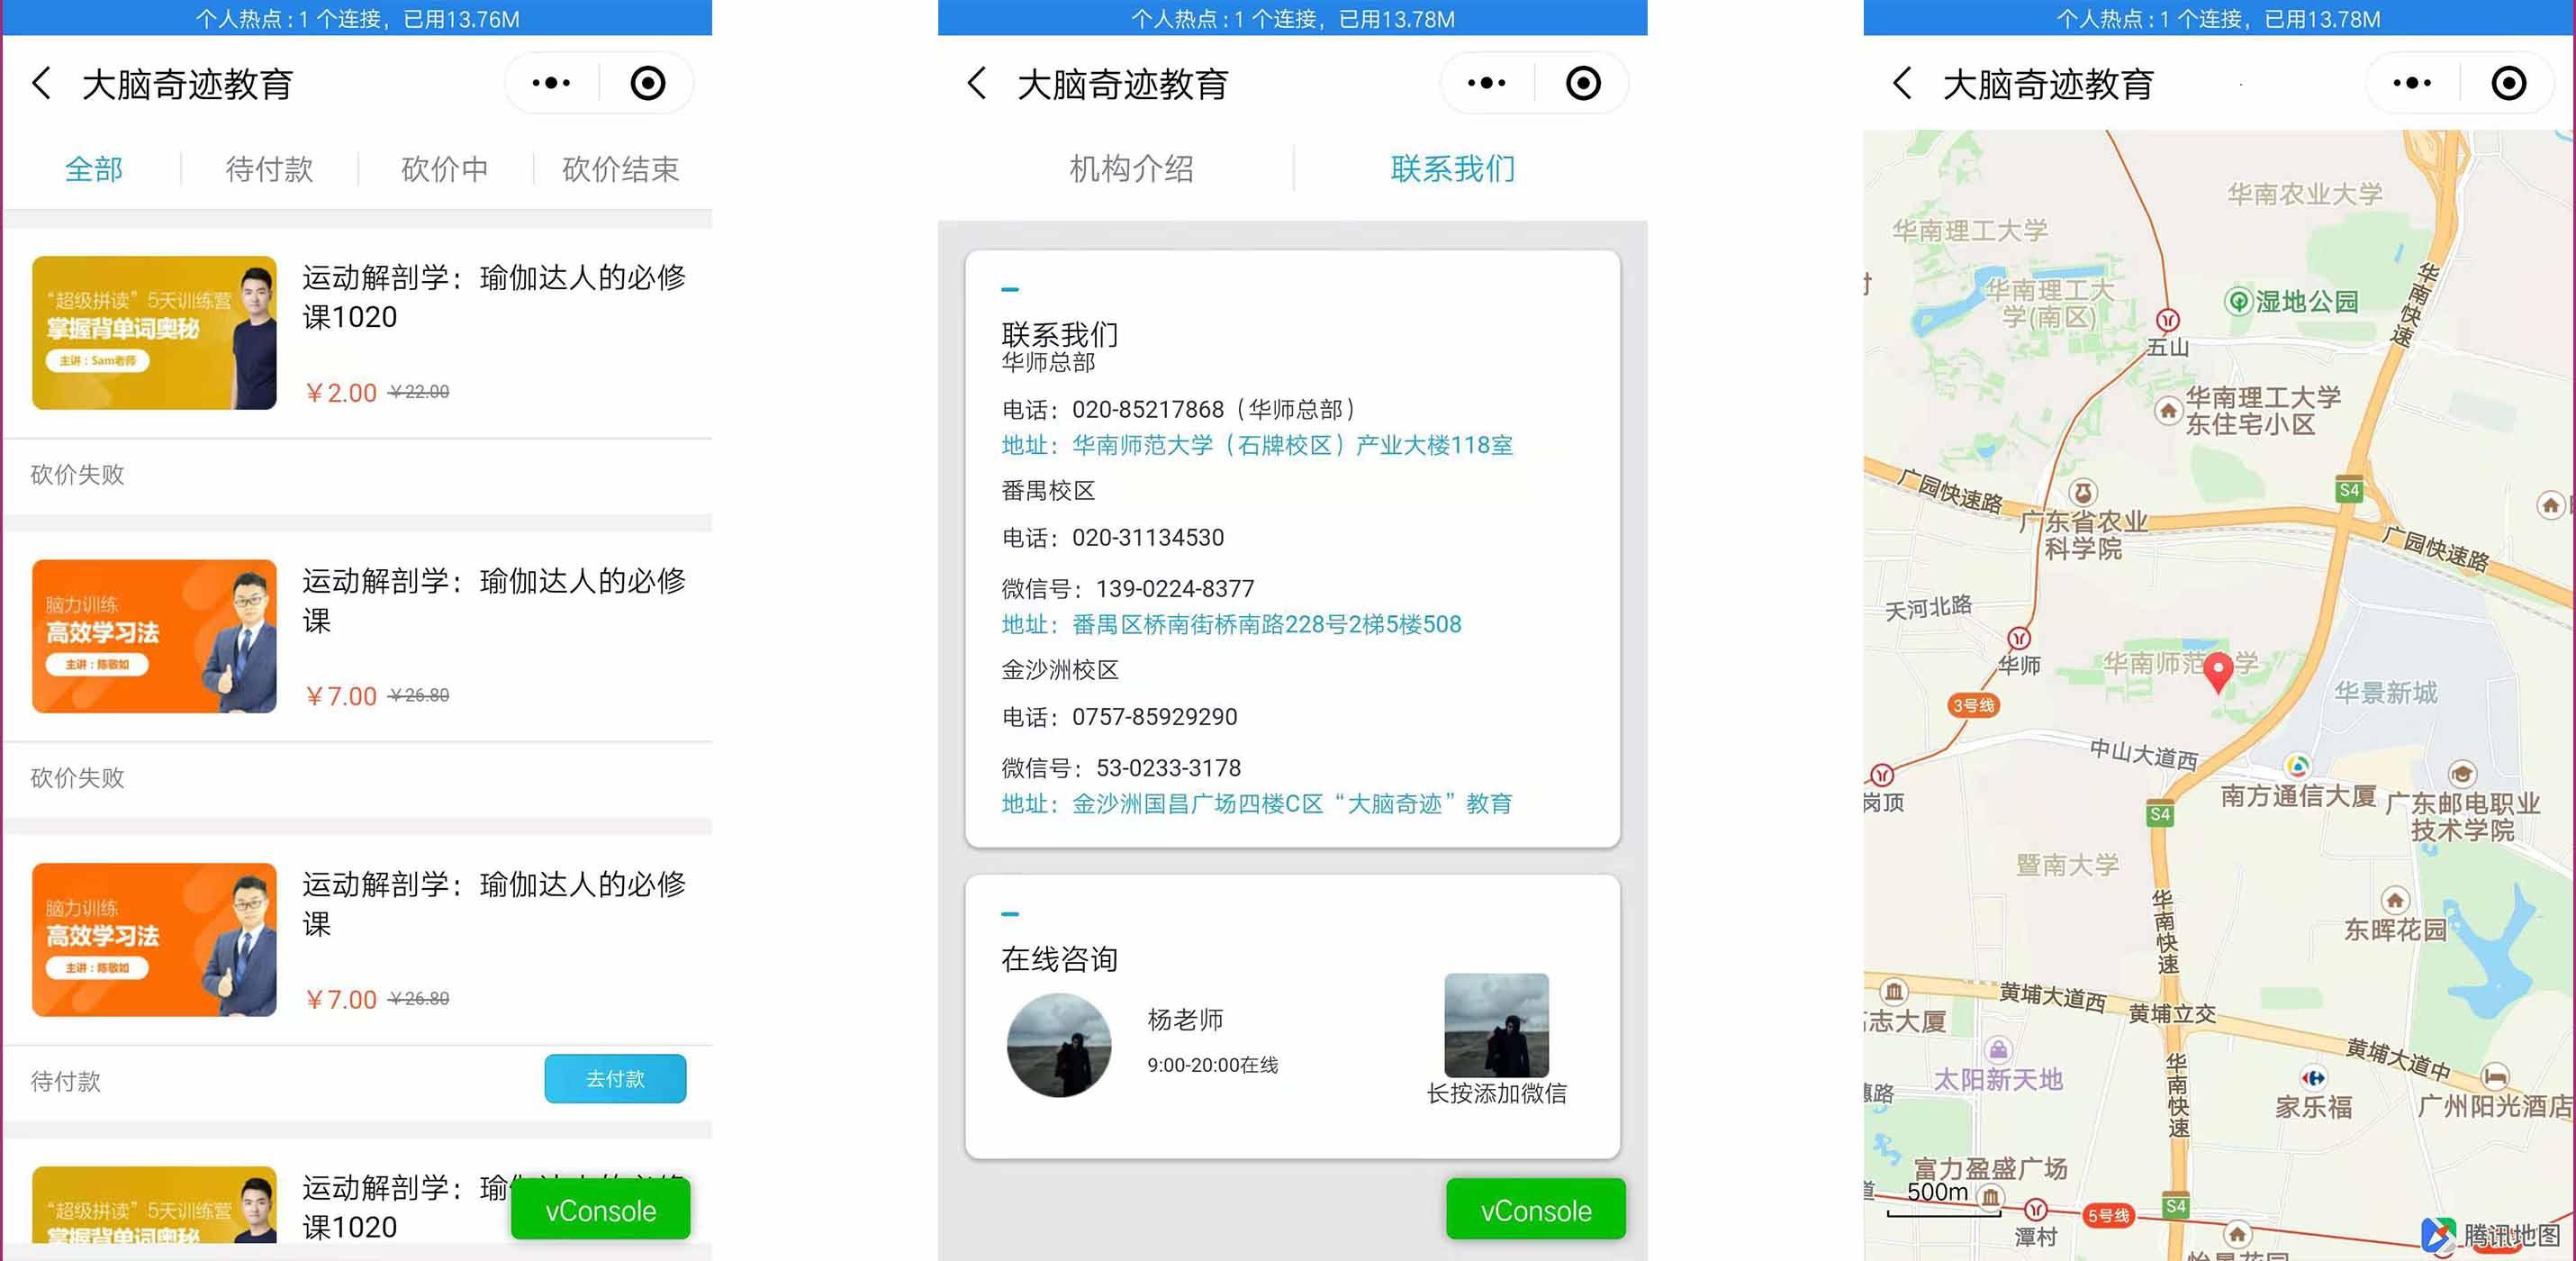 个人热点：1 个连接，已用13.76M
大脑奇迹教育
全部
待付款
砍价中
砍价结束
“超级拼读”5天训练营
掌握背单词奥秘
主讲：Sam老师
运动解剖学：瑜伽达人的必修
课1020
￥2.00 ￥22.00
砍价失败
脑力训练
高效学习法
主讲：陈敬如
运动解剖学：瑜伽达人的必修
课
￥7.00 ￥26.80
砍价失败
脑力训练
高效学习法
主讲：陈敬如
运动解剖学：瑜伽达人的必修
课
￥7.00 ￥26.80
待付款
去付款
“超级拼读”5天训练营
掌握背单词奥秘
运动解剖学：瑜
课1020
vConsole
个人热点：1 个连接，已用13.78M
大脑奇迹教育
机构介绍
联系我们
联系我们
华师总部
电话：020-85217868（华师总部）
地址：华南师范大学（石牌校区）产业大楼118室
番禺校区
电话：020-31134530
微信号：139-0224-8377
地址：番禺区桥南街桥南路228号2梯5楼508
金沙洲校区
电话：0757-85929290
微信号：53-0233-3178
地址：金沙洲国昌广场四楼C区“大脑奇迹”教育
在线咨询
杨老师
9:00-20:00在线
长按添加微信
vConsole
个人热点：1 个连接，已用13.78M
大脑奇迹教育
华南农业大学
华南理工大学
华南理工大
学(南区)
湿地公园
华南快速
五山
华南理工大学
东住宅小区
广园快速路
S4
广东省农业
科学院
广园快速路
天河北路
华师
华南师范 学
3号线
华景新城
中山大道西
岗顶
南方通信大厦
广东邮电职业
技术学院
S4
暨南大学
华南快速
东晖花园
黄埔大道西
黄埔立交
志大厦
黄埔大道中
太阳新天地
华南快速
家乐福
广州阳光酒店
路
富力盈盛广场
500m
潭村
5号线
S4
腾讯地图